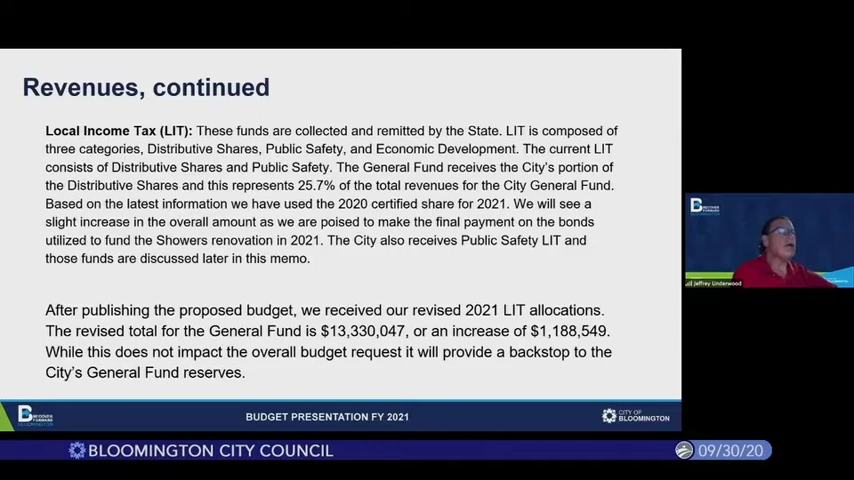 Revenues, continued
Local Income Tax (LIT): These funds are collected and remitted by the State. LIT is composed of
three categories, Distributive Shares, Public Safety, and Economic Development. The current LIT
consists of Distributive Shares and Public Safety. The General Fund receives the City's portion of
the Distributive Shares and this represents 25.7% of the total revenues for the City General Fund.
Based on the latest information we have used the 2020 certified share for 2021. We will see a
slight increase in the overall amount as we are poised to make the final payment on the bonds
utilized to fund the Showers renovation in 2021. The City also receives Public Safety LIT and
those funds are discussed later in this memo.
After publishing the proposed budget, we received our revised 2021 LIT allocations.
The revised total for the General Fund is $13,330,047, or an increase of $1,188,549.
While this does not impact the overall budget request it will provide a backstop to the
City's General Fund reserves.
RECOVER
FORWARD
BLOOMINGTON
BUDGET PRESENTATION FY 2021
CITY OF
BLOOMINGTON
RECOVER
FORWARD
BLOOMINGTON
Jeffrey Underwood
BLOOMINGTON CITY COUNCIL
09/30/20